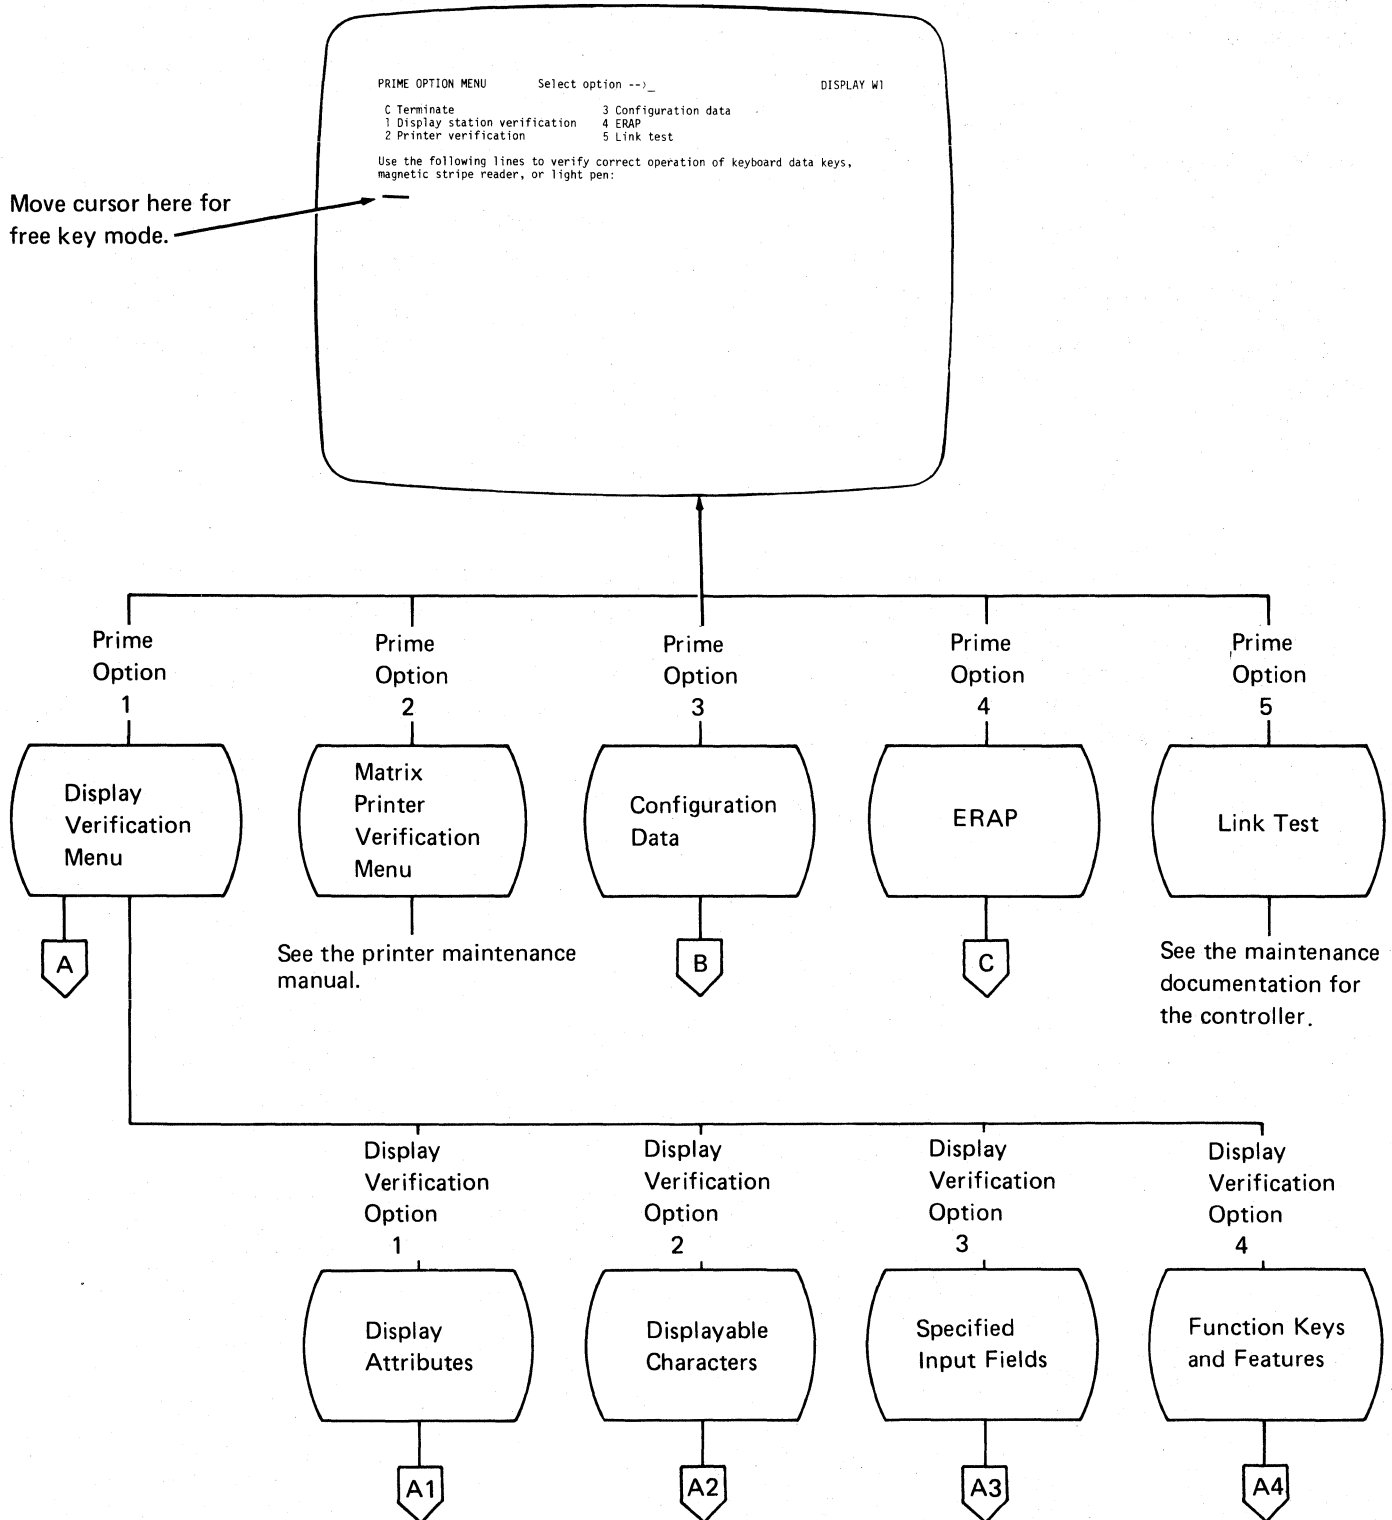 PRIME OPTION MENU Select option -->_ DISPLAY W1
C Terminate 3 Configuration data
1 Display station verification 4 ERAP
2 Printer verification 5 Link test
Use the following lines to verify correct operation of keyboard data keys,
magnetic stripe reader, or light pen:
Move cursor here for
free key mode.
Prime
Option
1
Prime
Option
2
Prime
Option
3
Prime
Option
4
Prime
Option
5
Display
Verification
Menu
Matrix
Printer
Verification
Menu
Configuration
Data
ERAP
Link Test
A
See the printer maintenance
manual.
B
C
See the maintenance
documentation for
the controller.
Display
Verification
Option
1
Display
Verification
Option
2
Display
Verification
Option
3
Display
Verification
Option
4
Display
Attributes
Displayable
Characters
Specified
Input Fields
Function Keys
and Features
A1
A2
A3
A4